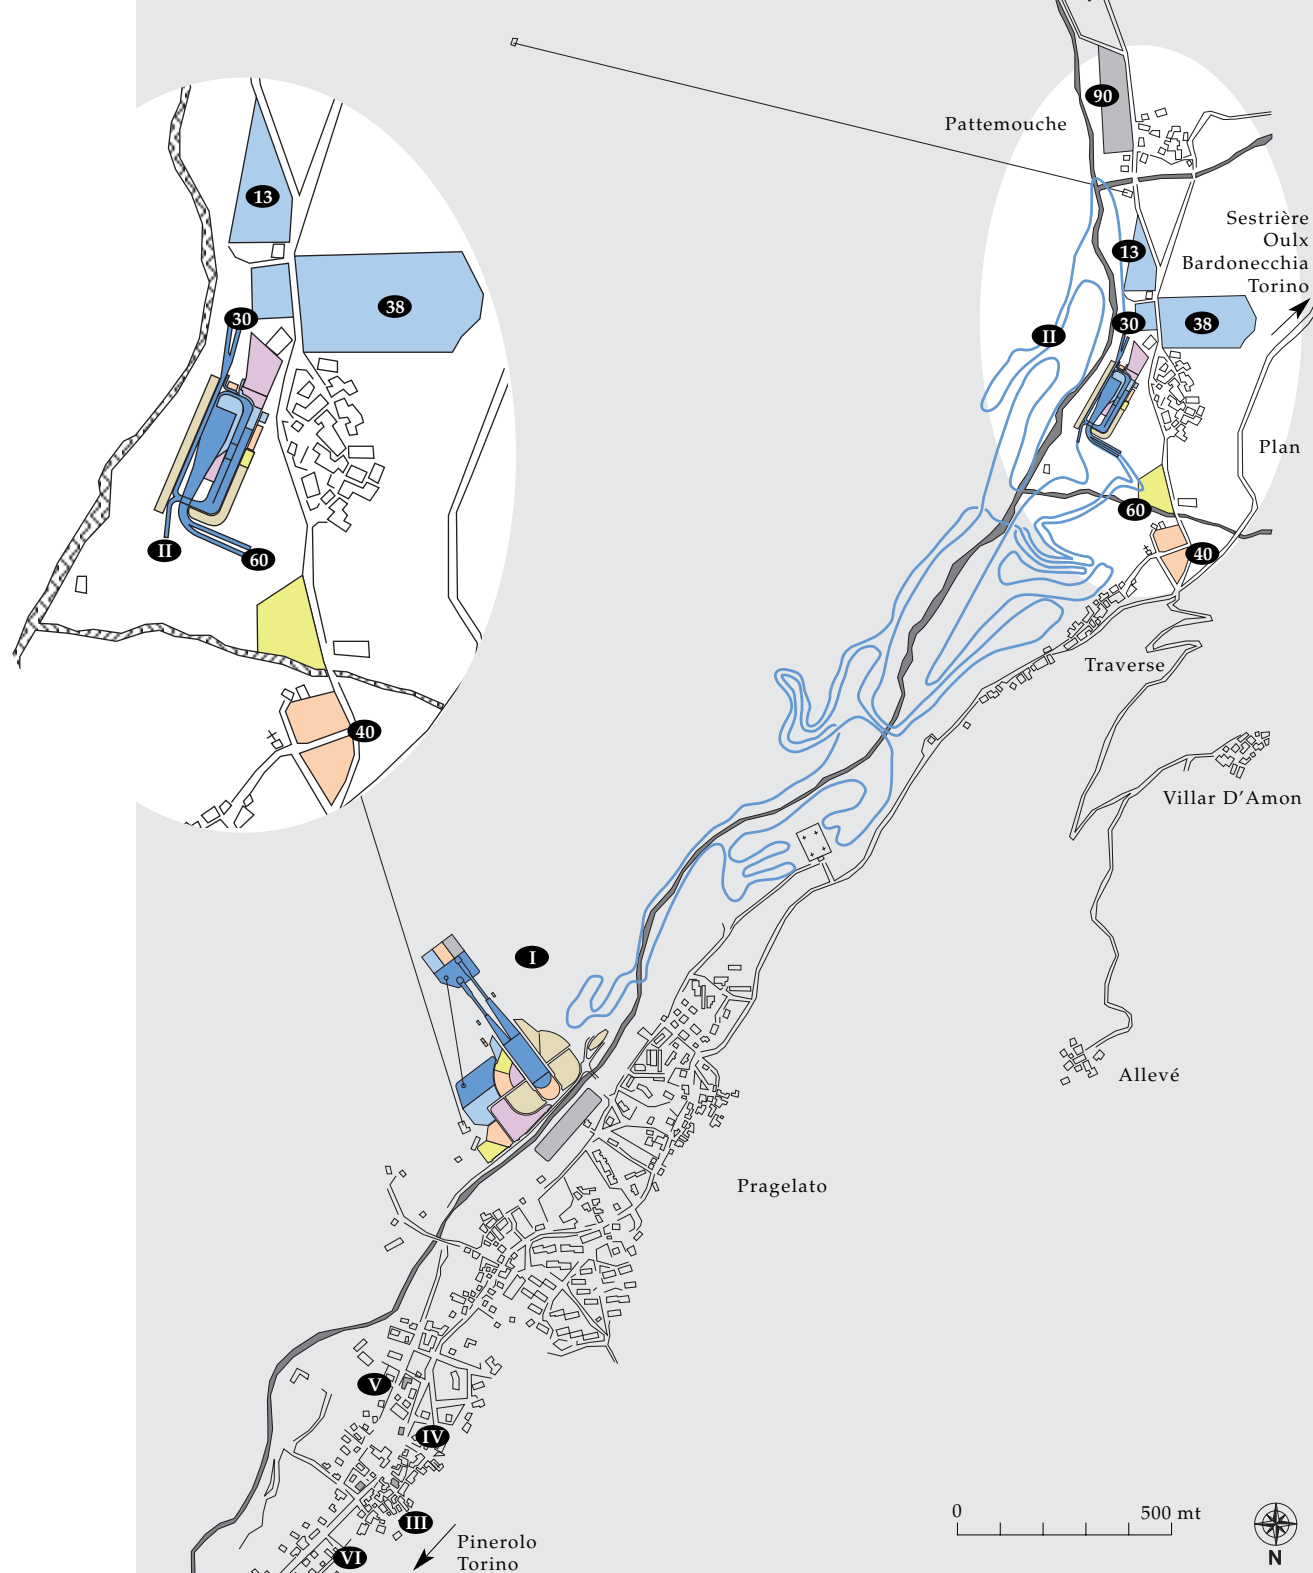 90
Pattemouche
13
Sestrière
Oulx
Bardonecchia
Torino
13
38
30
II
30
38
Plan
II
60
60
40
40
Traverse
Villar D'Amon
I
Allevé
Pragelato
V
IV
III
VI
Pinerolo
Torino
0
500 mt
N